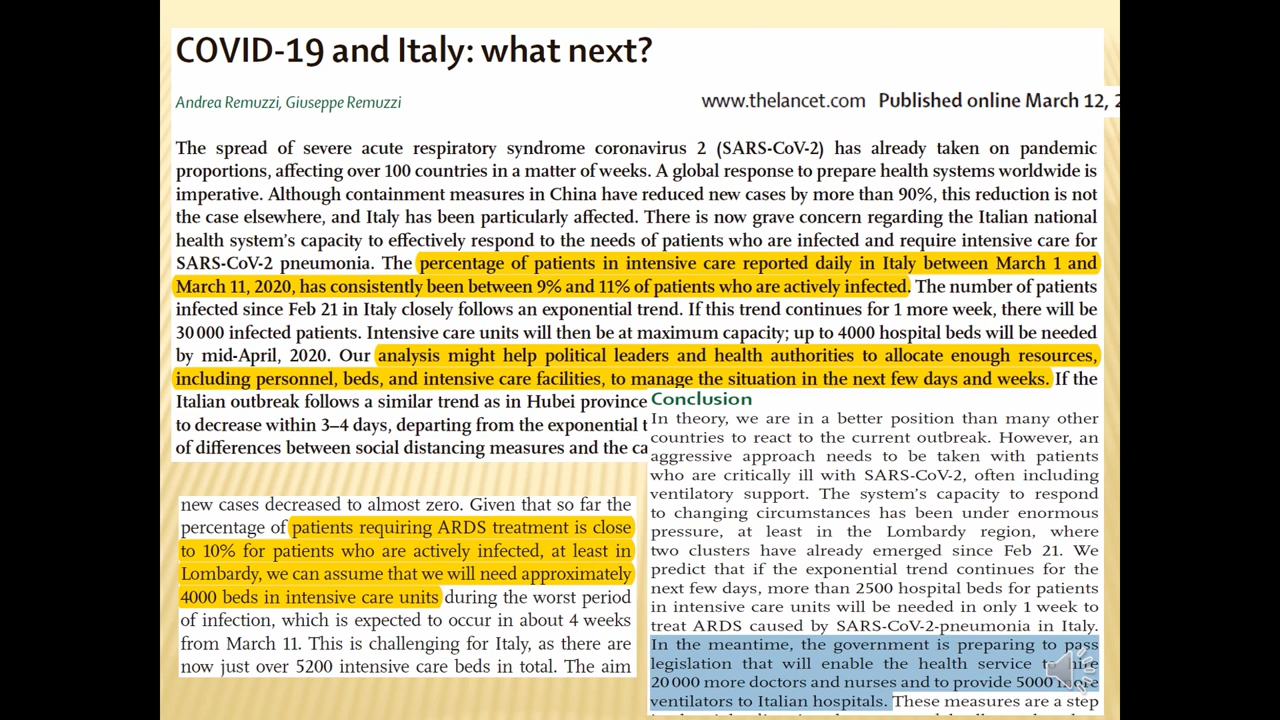 COVID-19 and Italy: what next?
Andrea Remuzzi, Giuseppe Remuzzi
www.thelancet.com Published online March 12, 2
The spread of severe acute respiratory syndrome coronavirus 2 (SARS-CoV-2) has already taken on pandemic
proportions, affecting over 100 countries in a matter of weeks. A global response to prepare health systems worldwide is
imperative. Although containment measures in China have reduced new cases by more than 90%, this reduction is not
the case elsewhere, and Italy has been particularly affected. There is now grave concern regarding the Italian national
health system's capacity to effectively respond to the needs of patients who are infected and require intensive care for
SARS-CoV-2 pneumonia. The percentage of patients in intensive care reported daily in Italy between March 1 and
March 11, 2020, has consistently been between 9% and 11% of patients who are actively infected. The number of patients
infected since Feb 21 in Italy closely follows an exponential trend. If this trend continues for 1 more week, there will be
30 000 infected patients. Intensive care units will then be at maximum capacity; up to 4000 hospital beds will be needed
by mid-April, 2020. Our analysis might help political leaders and health authorities to allocate enough resources,
including personnel, beds, and intensive care facilities, to manage the situation in the next few days and weeks. If the
Italian outbreak follows a similar trend as in Hubei province
to decrease within 3–4 days, departing from the exponential t
of differences between social distancing measures and the ca
new cases decreased to almost zero. Given that so far the
percentage of patients requiring ARDS treatment is close
to 10% for patients who are actively infected, at least in
Lombardy, we can assume that we will need approximately
4000 beds in intensive care units during the worst period
of infection, which is expected to occur in about 4 weeks
from March 11. This is challenging for Italy, as there are
now just over 5200 intensive care beds in total. The aim
Conclusion
In theory, we are in a better position than many other
countries to react to the current outbreak. However, an
aggressive approach needs to be taken with patients
who are critically ill with SARS-CoV-2, often including
ventilatory support. The system's capacity to respond
to changing circumstances has been under enormous
pressure, at least in the Lombardy region, where
two clusters have already emerged since Feb 21. We
predict that if the exponential trend continues for the
next few days, more than 2500 hospital beds for patients
in intensive care units will be needed in only 1 week to
treat ARDS caused by SARS-CoV-2-pneumonia in Italy.
In the meantime, the government is preparing to pass
legislation that will enable the health service to hire
20 000 more doctors and nurses and to provide 5000 more
ventilators to Italian hospitals. These measures are a step